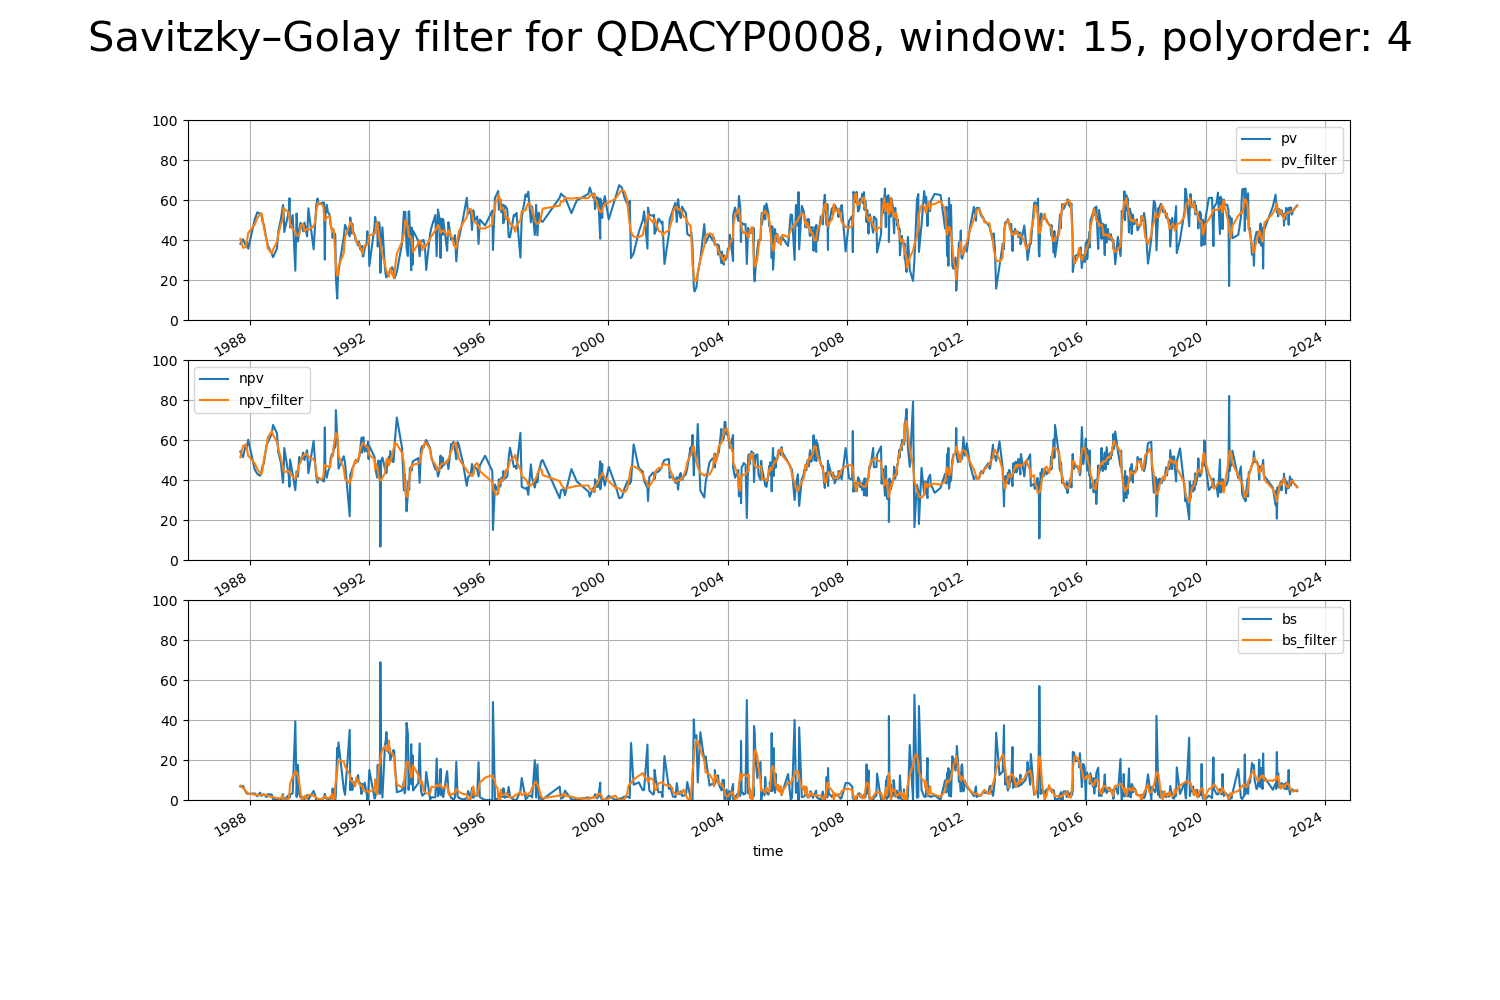 Savitzky–Golay filter for QDACYP0008, window: 15, polyorder: 4
100
80
60
40
20
0
pv
pv_filter
1988 1992 1996 2000 2004 2008 2012 2016 2020 2024
100
80
60
40
20
0
npv
npv_filter
1988 1992 1996 2000 2004 2008 2012 2016 2020 2024
100
80
60
40
20
0
bs
bs_filter
1988 1992 1996 2000 2004 2008 2012 2016 2020 2024
time